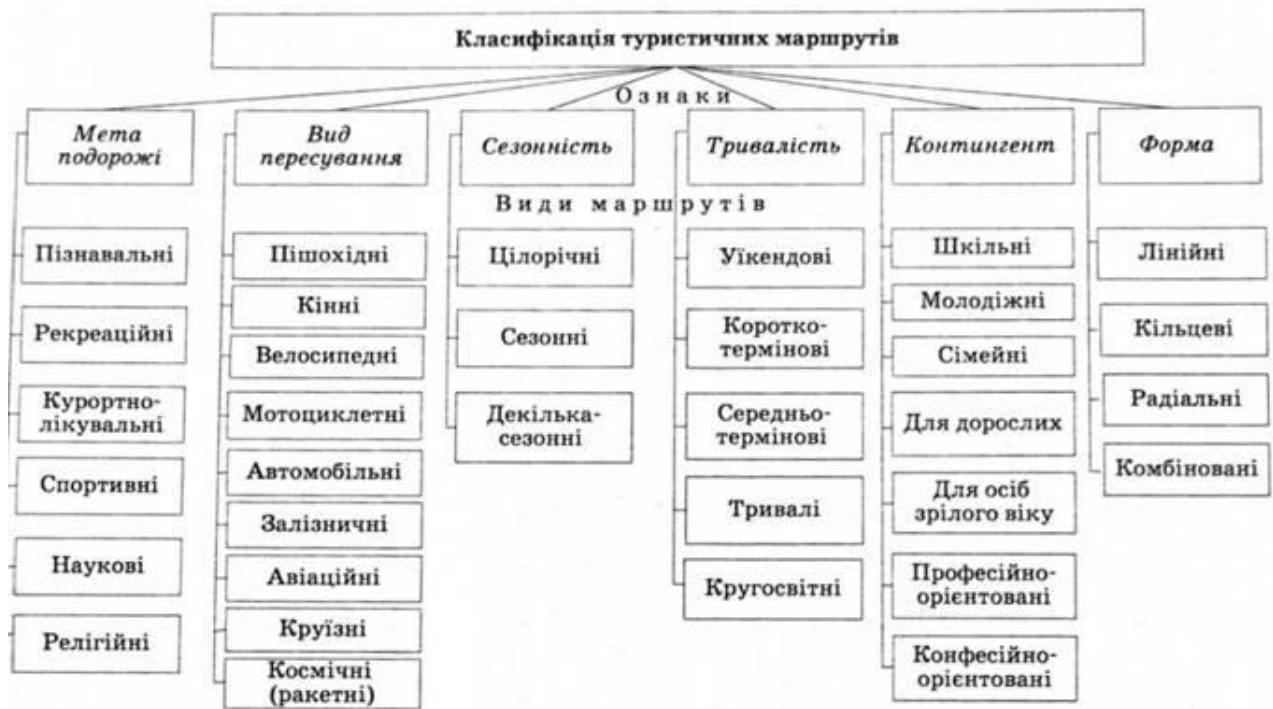 Класифікація туристичних маршрутів
Ознаки
Мета
подорожі
Вид
пересування
Сезонність
Тривалість
Контингент
Форма
Види маршрутів
Пізнавальні
Рекреаційні
Курортно-
лікувальні
Спортивні
Наукові
Релігійні
Пішохідні
Кінні
Велосипедні
Мотоциклетні
Автомобільні
Залізничні
Авіаційні
Круїзні
Космічні
(ракетні)
Цілорічні
Сезонні
Декілька-
сезонні
Уїкендові
Коротко-
термінові
Середньо-
термінові
Тривалі
Кругосвітні
Шкільні
Молодіжні
Сімейні
Для дорослих
Для осіб
зрілого віку
Професійно-
орієнтовані
Конфесійно-
орієнтовані
Лінійні
Кільцеві
Радіальні
Комбіновані